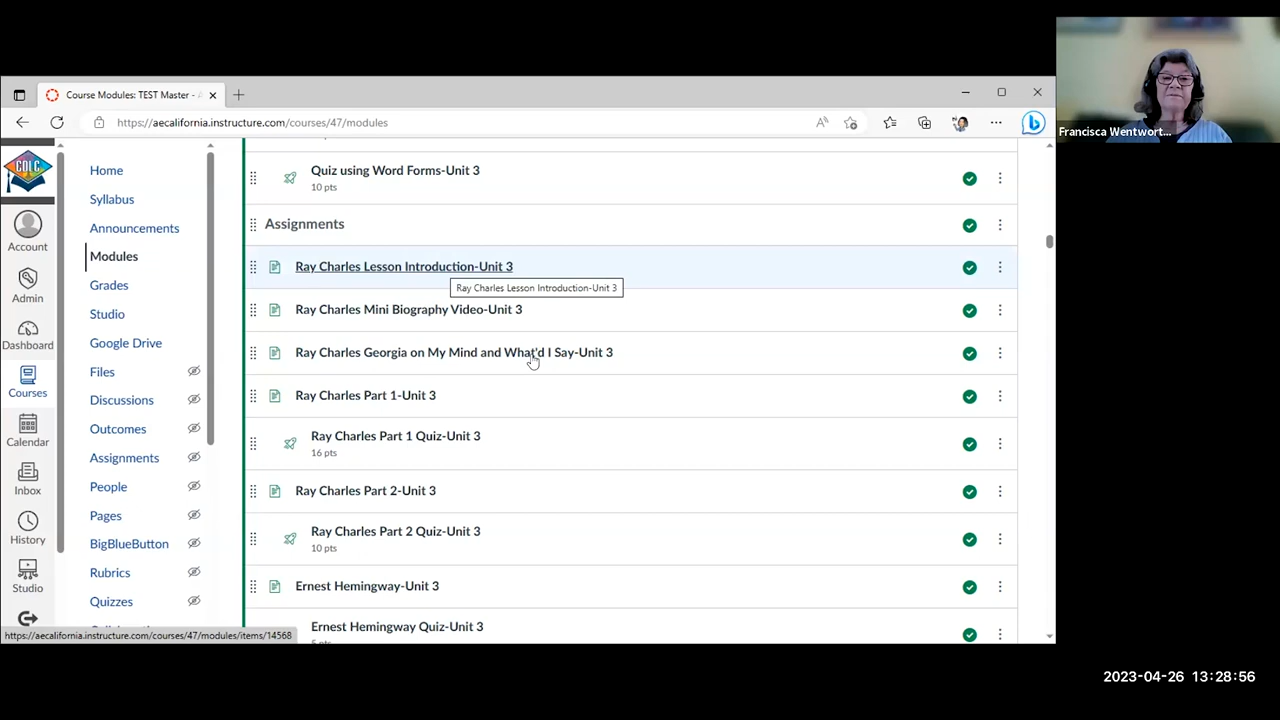 Course Modules: TEST Master - A
https://aecalifornia.instructure.com/courses/47/modules
Francisca Wentwort...
COLC
Account
Admin
Dashboard
Courses
Calendar
Inbox
History
Studio
Home
Syllabus
Announcements
Modules
Grades
Studio
Google Drive
Files
Discussions
Outcomes
Assignments
People
Pages
BigBlueButton
Rubrics
Quizzes
Quiz using Word Forms-Unit 3
10 pts
Assignments
Ray Charles Lesson Introduction-Unit 3
Ray Charles Lesson Introduction-Unit 3
Ray Charles Mini Biography Video-Unit 3
Ray Charles Georgia on My Mind and What'd I Say-Unit 3
Ray Charles Part 1-Unit 3
Ray Charles Part 1 Quiz-Unit 3
16 pts
Ray Charles Part 2-Unit 3
Ray Charles Part 2 Quiz-Unit 3
10 pts
Ernest Hemingway-Unit 3
Ernest Hemingway Quiz-Unit 3
https://aecalifornia.instructure.com/courses/47/modules/items/14568
2023-04-26 13:28:56